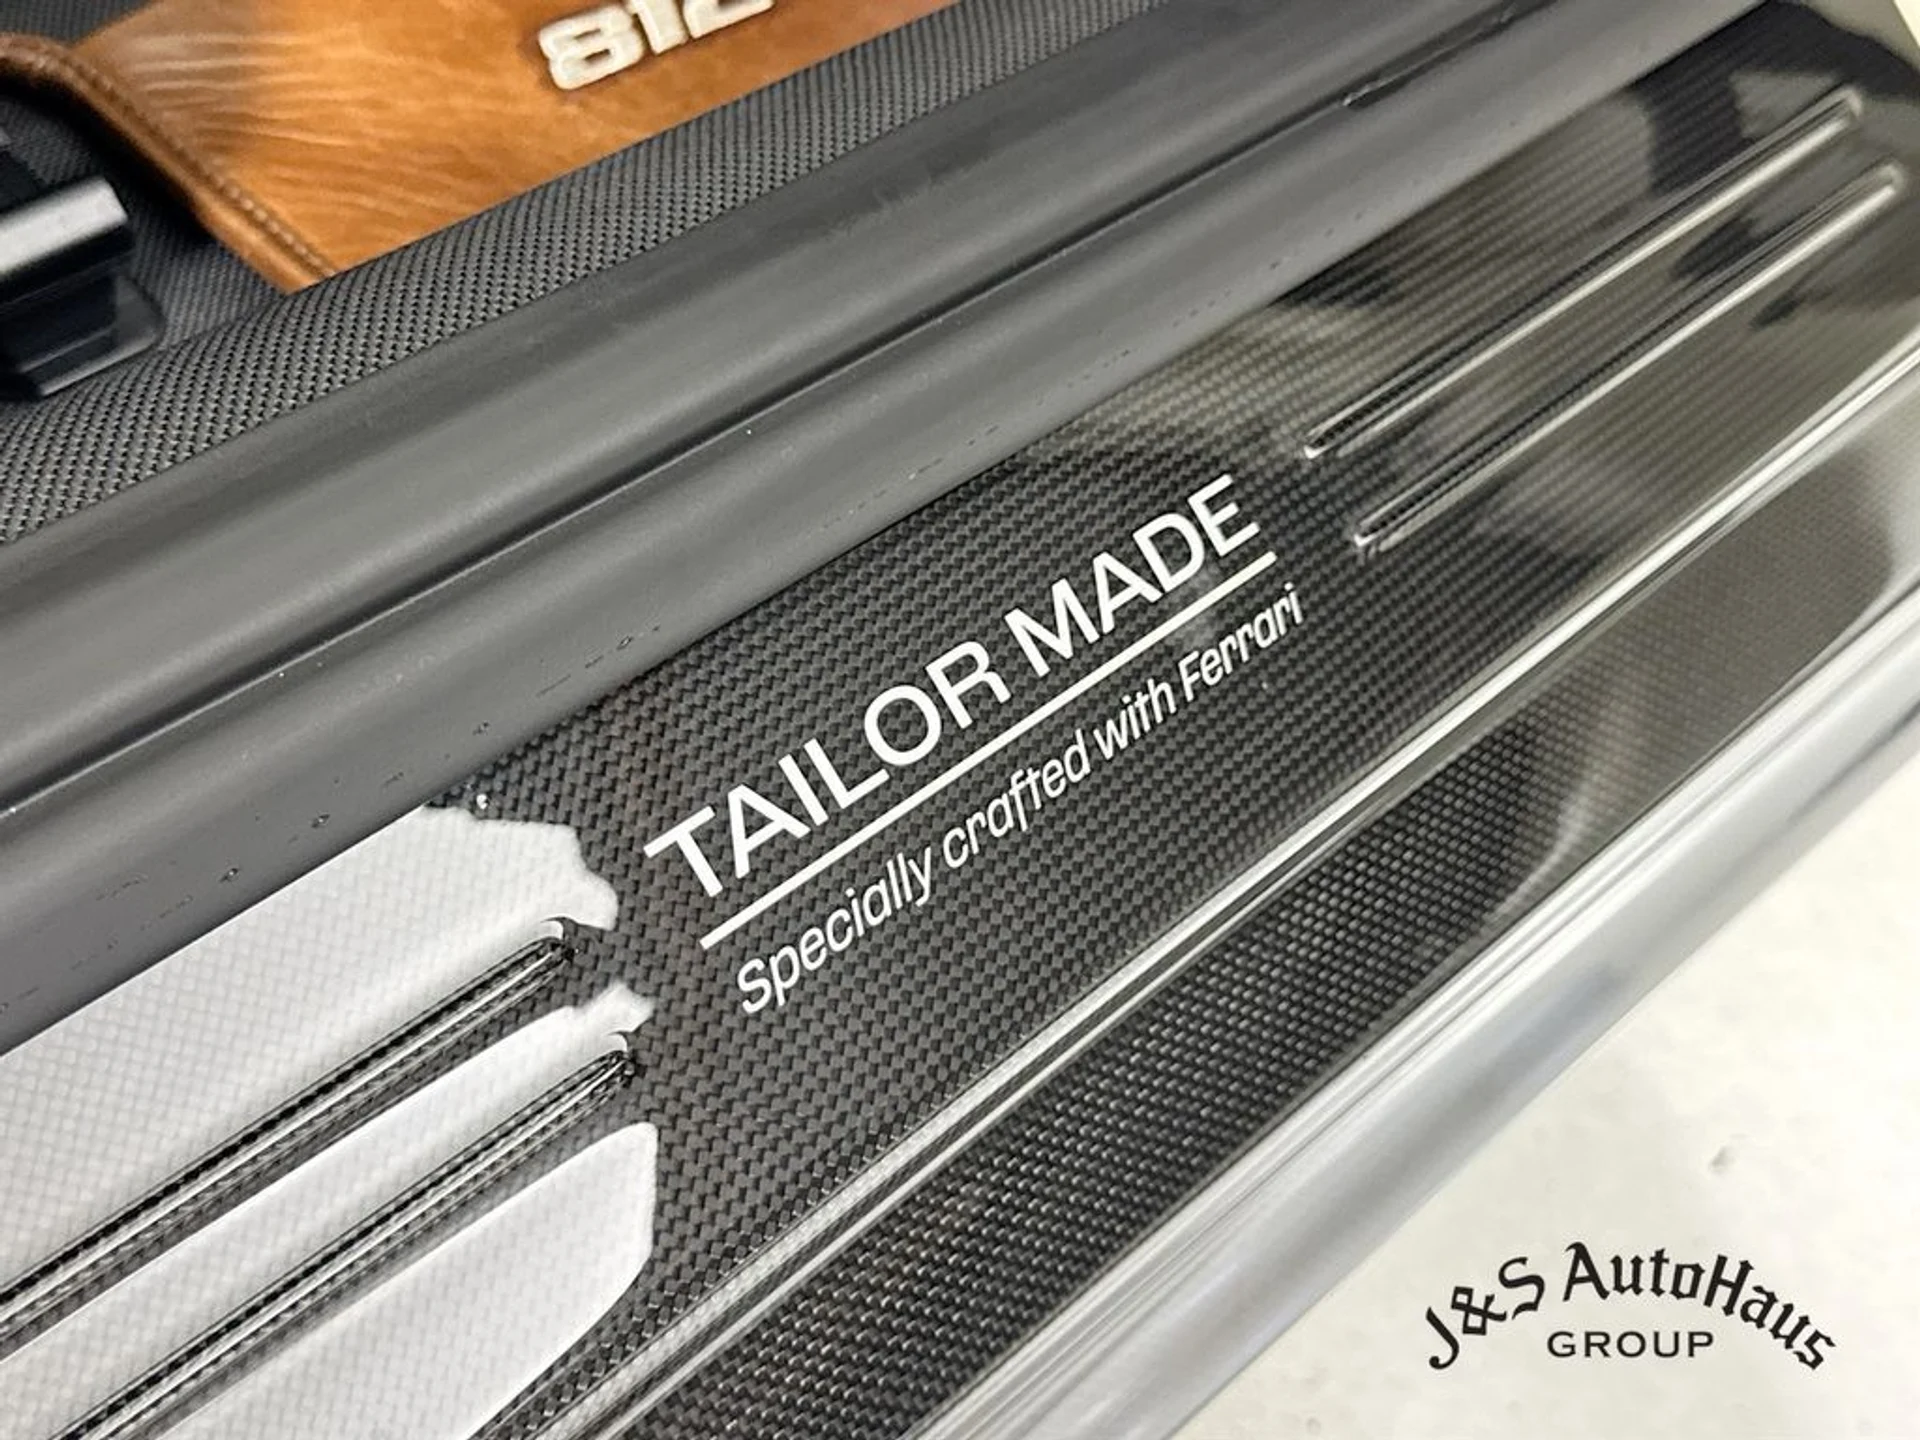 812
TAILOR MADE
Specially crafted with Ferrari
J&S AutoHaus
GROUP